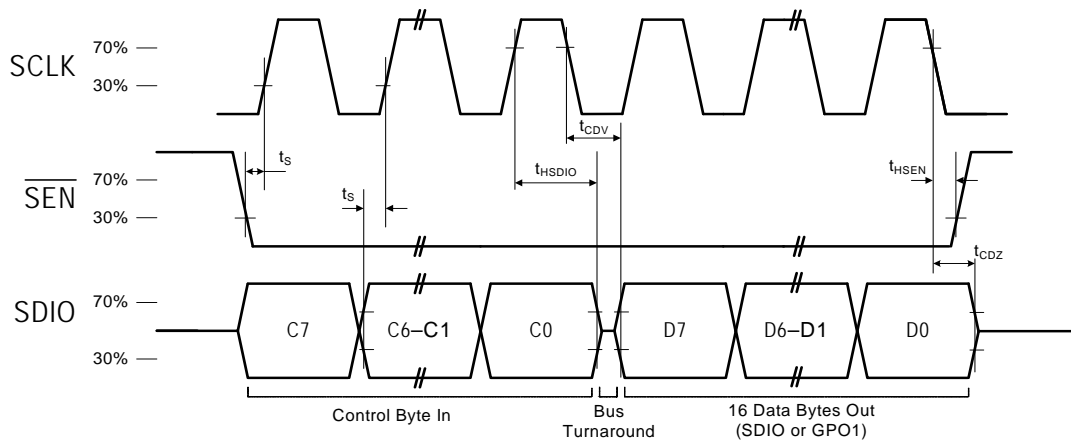 SCLK
70%
30%
tCDV
tS
tHSDIO
tHSEN
SEN
70%
30%
tS
tCDZ
SDIO
70%
30%
C7
C6–C1
C0
D7
D6–D1
D0
Control Byte In
Bus
Turnaround
16 Data Bytes Out
(SDIO or GPO1)